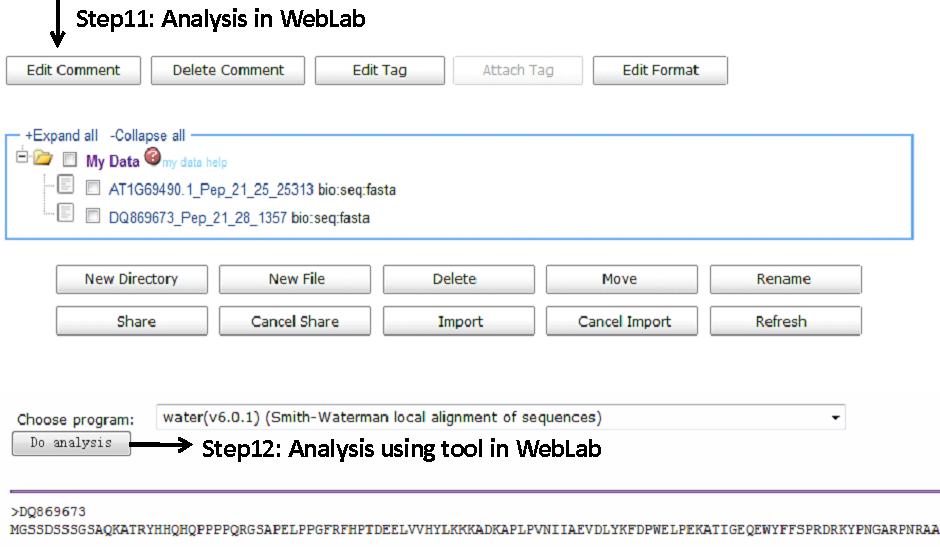 Step11: Analysis in WebLab
Edit Comment Delete Comment Edit Tag Attach Tag Edit Format
+Expand all -Collapse all
My Data ? my data help
AT1G69490.1_Pep_21_25_25313 bio:seq:fasta
DQ869673_Pep_21_28_1357 bio:seq:fasta
New Directory New File Delete Move Rename
Share Cancel Share Import Cancel Import Refresh
Choose program: water(v6.0.1) (Smith-Waterman local alignment of sequences)
Do analysis Step12: Analysis using tool in WebLab
>DQ869673
MGSSDSSSGSAQKATRYHHQHQPPPPQRGSAPELPPGFRFHPTDEELVVHYLKKKADKAPLPVNIIAEVDLYKFDPWELPEKATIGEQEWYFFSPRDRKYPNGARPNRAA